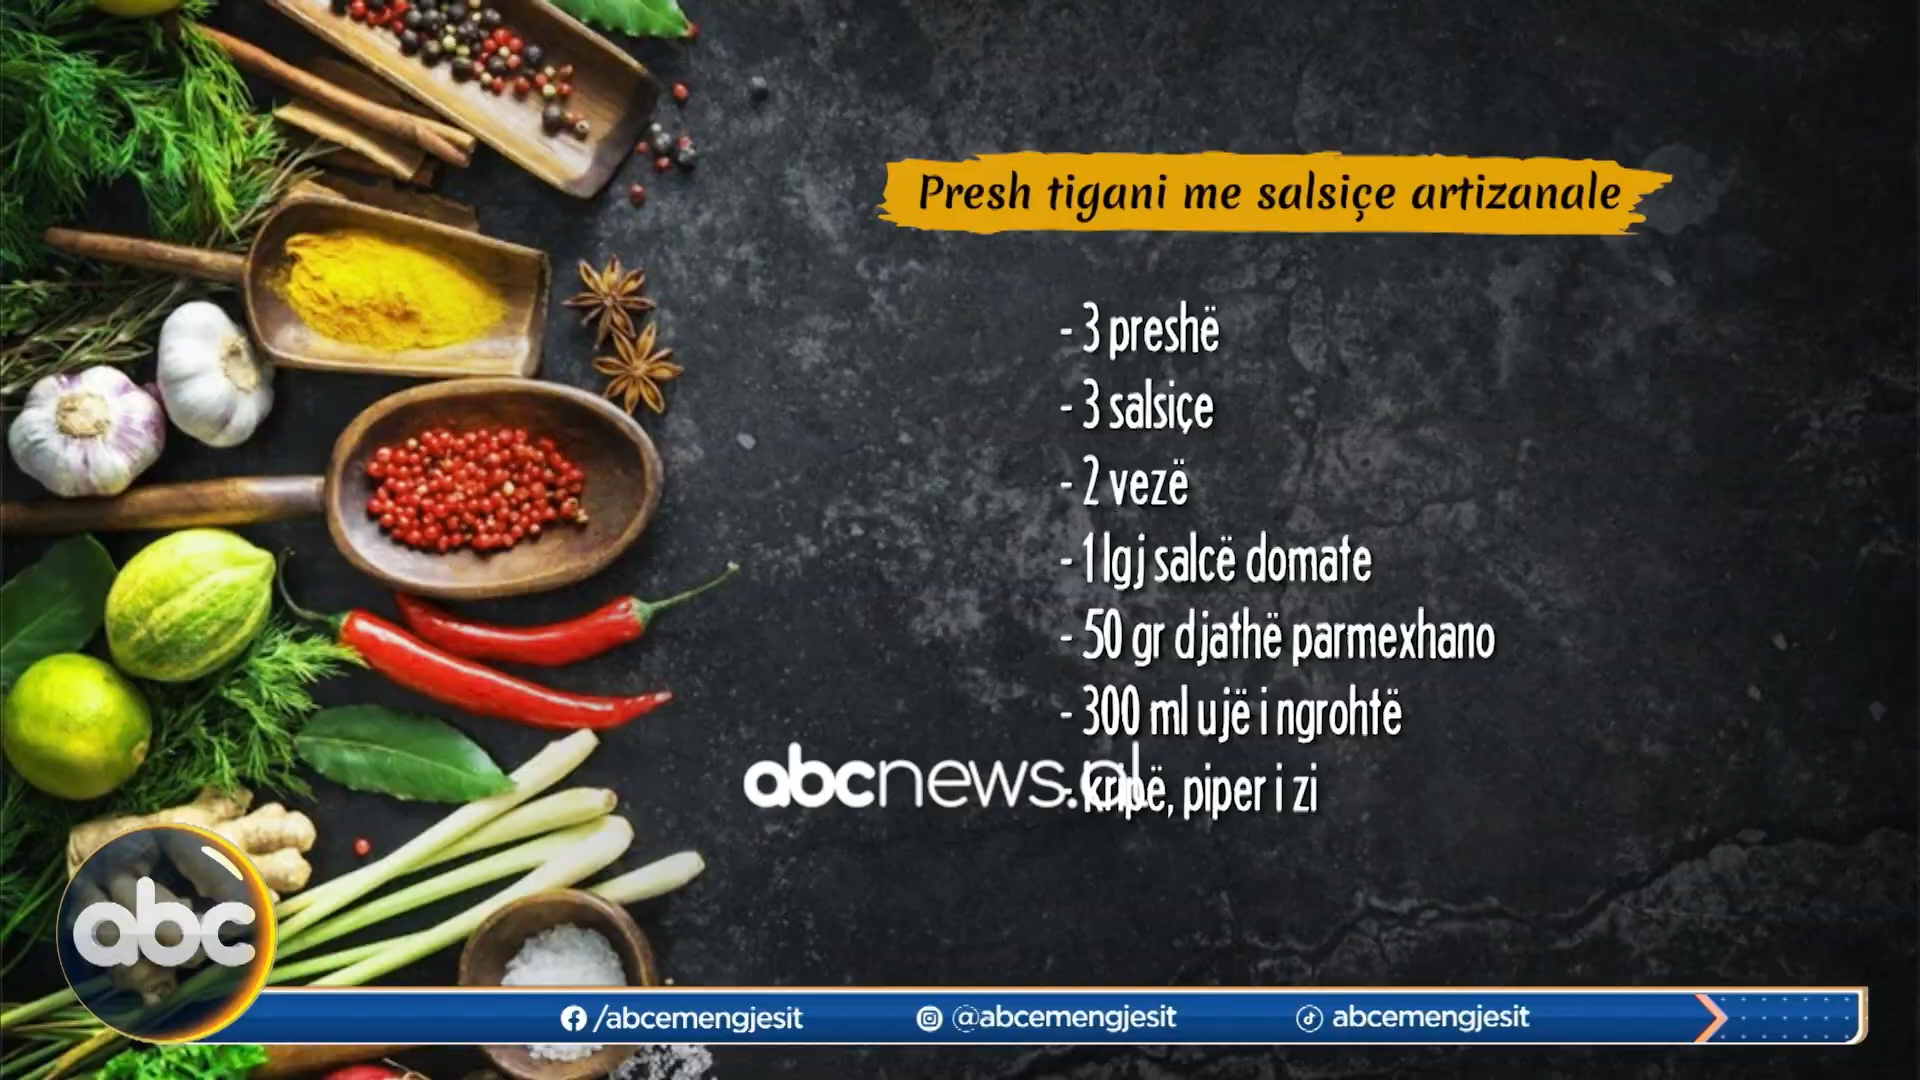 Presh tigani me salsiçe artizanale
- 3 preshë
- 3 salsiçe
- 2 vezë
- 1 lgj salcë domate
- 50 gr djathë parmexhano
- 300 ml ujë i ngrohtë
- kripë, piper i zi
abcnews.al
abc
/abcemengjesit
@abcemengjesit
abcemengjesit